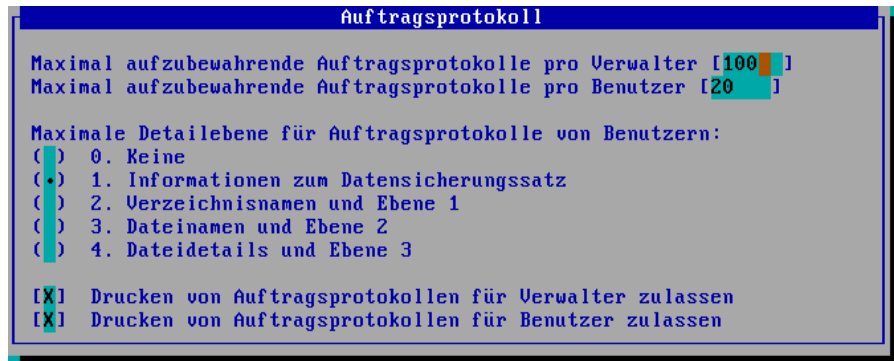 Auftragsprotokoll
Maximal aufzubewahrende Auftragsprotokolle pro Verwalter [100  ]
Maximal aufzubewahrende Auftragsprotokolle pro Benutzer [20   ]
Maximale Detailebene für Auftragsprotokolle von Benutzern:
( ) 0. Keine
(•) 1. Informationen zum Datensicherungssatz
( ) 2. Verzeichnisnamen und Ebene 1
( ) 3. Dateinamen und Ebene 2
( ) 4. Dateidetails und Ebene 3
[X] Drucken von Auftragsprotokollen für Verwalter zulassen
[X] Drucken von Auftragsprotokollen für Benutzer zulassen